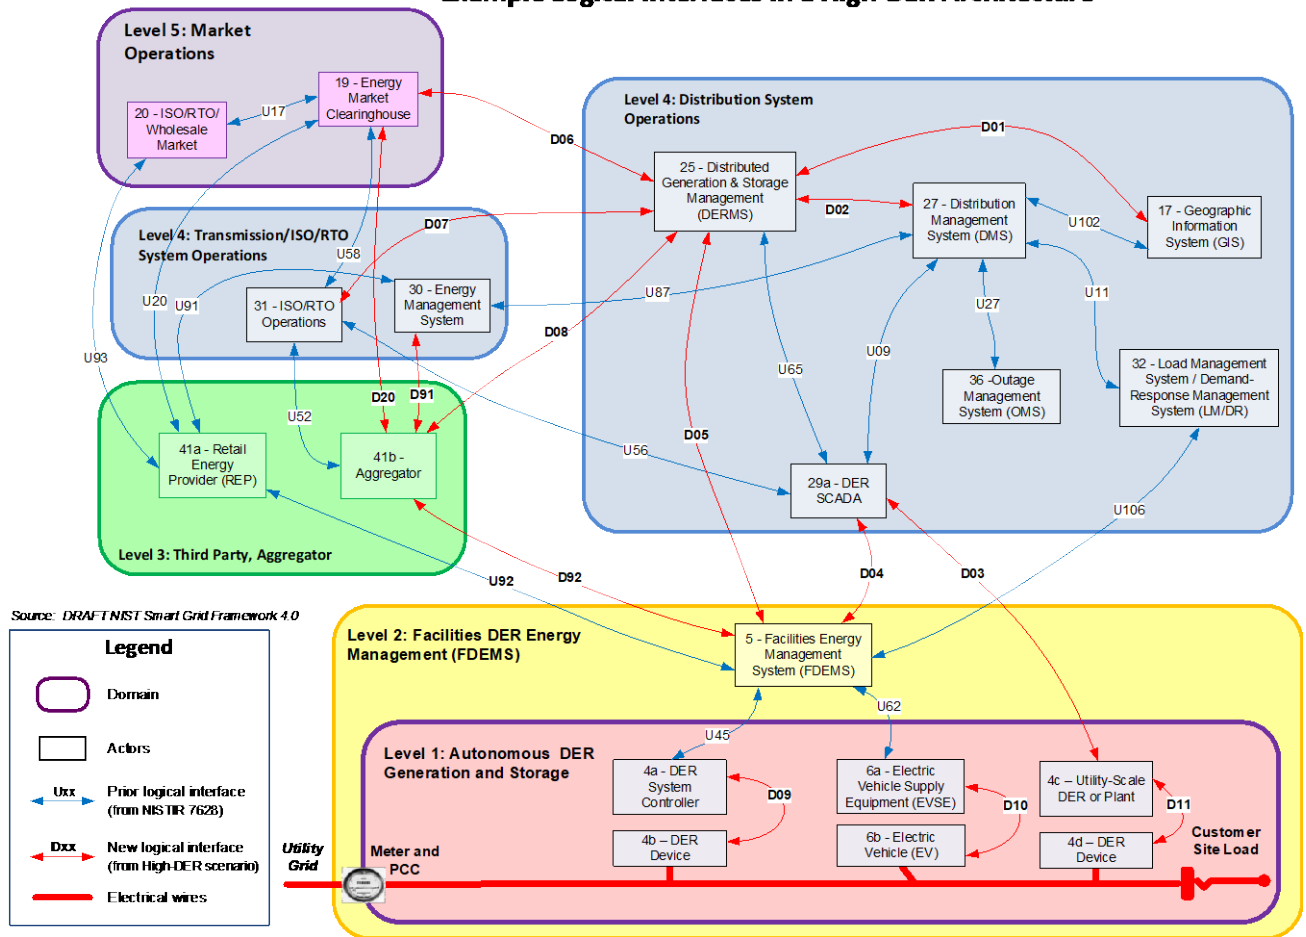 Example Logical Interfaces in a High-DER Architecture
Level 5: Market
Operations
19 - Energy
Market
Clearinghouse
20 - ISO/RTO/
Wholesale
Market
U17
D06
Level 4: Distribution System
Operations
D01
25 - Distributed
Generation & Storage
Management
(DERMS)
D02
27 - Distribution
Management
System (DMS)
U102
17 - Geographic
Information
System (GIS)
Level 4: Transmission/ISO/RTO
System Operations
D07
U58
U20
U91
31 - ISO/RTO
Operations
30 - Energy
Management
System
U87
U27
U11
U93
D08
U09
U65
36 -Outage
Management
System (OMS)
32 - Load Management
System / Demand-
Response Management
System (LM/DR)
U52
D20
D91
D05
U56
41a - Retail
Energy
Provider (REP)
41b -
Aggregator
29a - DER
SCADA
U106
Level 3: Third Party, Aggregator
U92
D92
D04
D03
Source: DRAFT NIST Smart Grid Framework 4.0
Legend
Domain
Actors
Uxx
Prior logical interface
(from NISTIR 7628)
Dxx
New logical interface
(from High-DER scenario)
Electrical wires
Level 2: Facilities DER Energy
Management (FDEMS)
5 - Facilities Energy
Management
System (FDEMS)
U45
U62
Level 1: Autonomous DER
Generation and Storage
4a - DER
System
Controller
D09
4b – DER
Device
6a - Electric
Vehicle Supply
Equipment (EVSE)
D10
6b - Electric
Vehicle (EV)
4c – Utility-Scale
DER or Plant
D11
4d – DER
Device
Utility
Grid
Meter and
PCC
Customer
Site Load